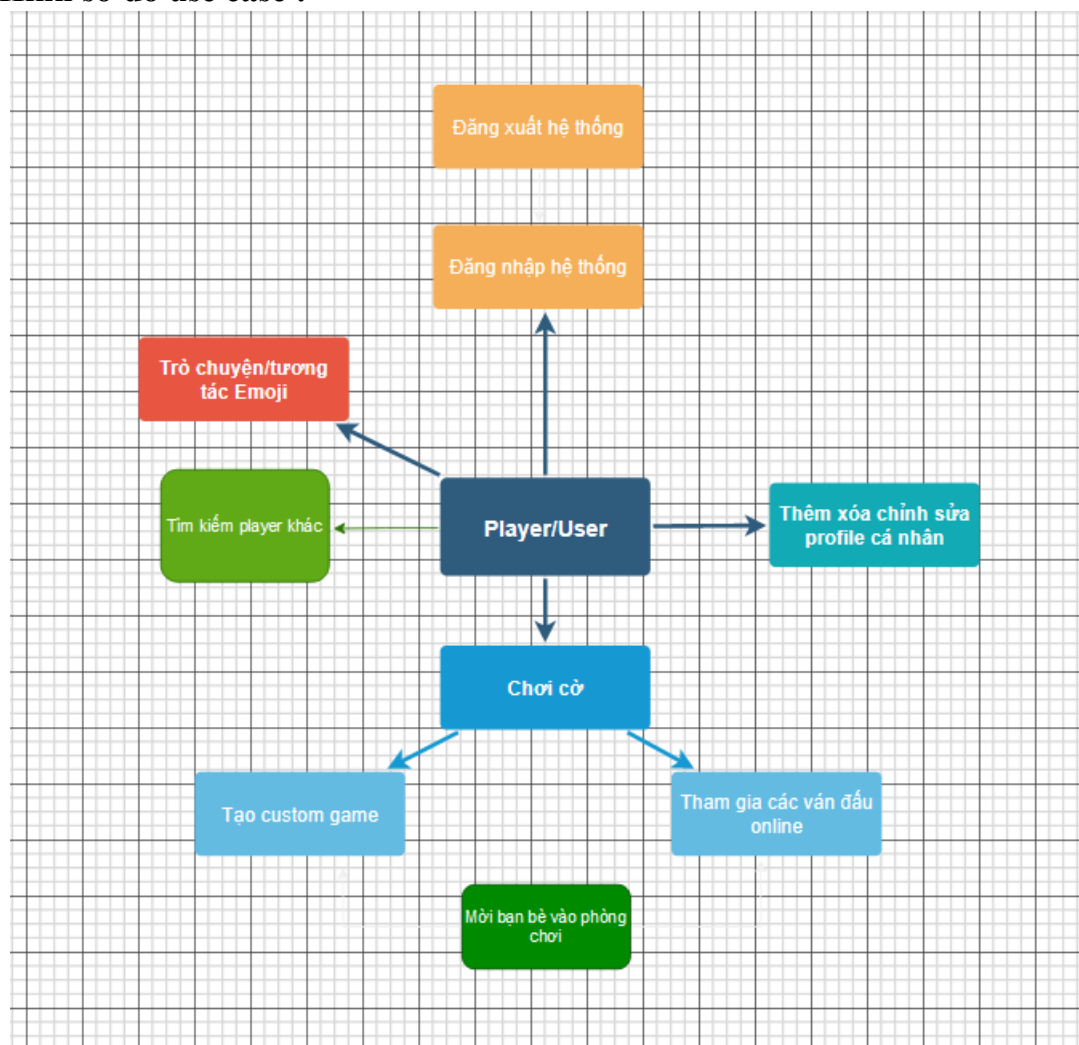 Đăng xuất hệ thống
Đăng nhập hệ thống
Trò chuyện/tương
tác Emoji
Tìm kiếm player khác
Player/User
Thêm xóa chỉnh sửa
profile cá nhân
Chơi cờ
Tạo custom game
Tham gia các ván đấu
online
Mời bạn bè vào phòng
chơi